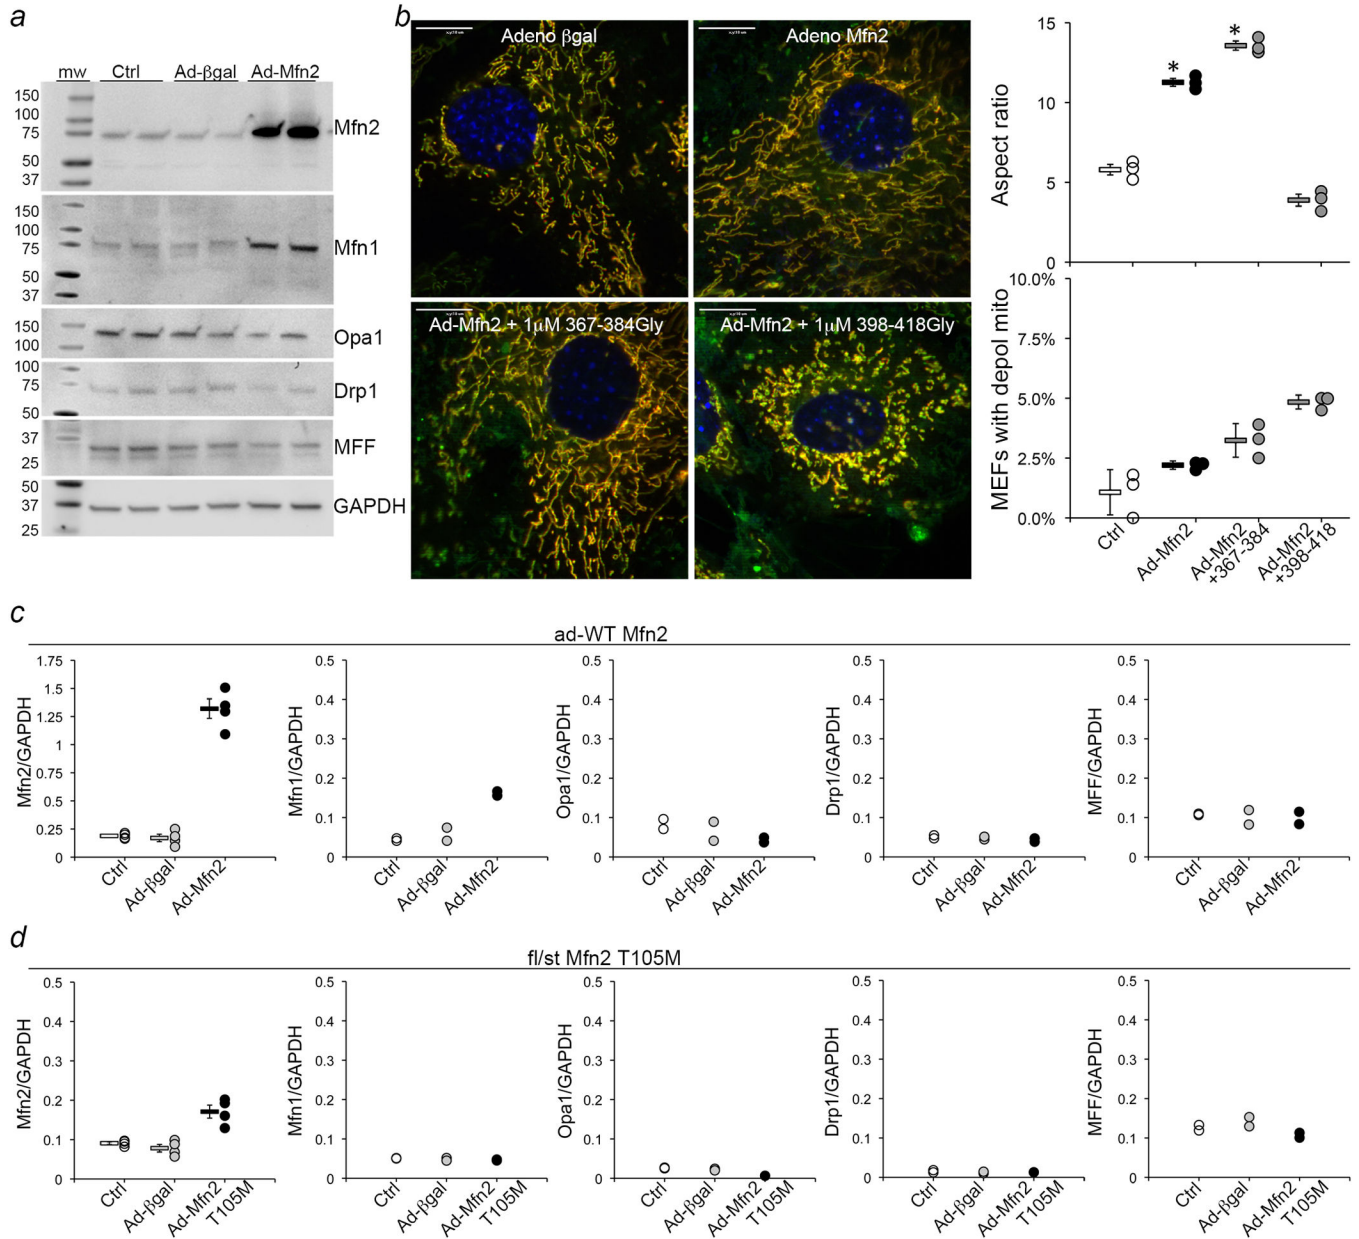 a
mw Ctrl Ad-βgal Ad-Mfn2
150
100
75
50
37
Mfn2
150
100
75
50
37
Mfn1
150
100
Opa1
100
75
50
Drp1
37
25
MFF
50
37
25
GAPDH
b
Adeno βgal
Adeno Mfn2
Ad-Mfn2 + 1μM 367-384Gly
Ad-Mfn2 + 1μM 398-418Gly
Aspect ratio
15
10
5
0
*
*
MEFs with depol mito
10.0%
7.5%
5.0%
2.5%
0.0%
Ctrl
Ad-Mfn2
Ad-Mfn2
+367-384
Ad-Mfn2
+398-418
c
ad-WT Mfn2
Mfn2/GAPDH
1.75
1.5
1.25
1
0.75
0.5
0.25
0
Ctrl
Ad-βgal
Ad-Mfn2
Mfn1/GAPDH
0.5
0.4
0.3
0.2
0.1
0
Ctrl
Ad-βgal
Ad-Mfn2
Opa1/GAPDH
0.5
0.4
0.3
0.2
0.1
0
Ctrl
Ad-βgal
Ad-Mfn2
Drp1/GAPDH
0.5
0.4
0.3
0.2
0.1
0
Ctrl
Ad-βgal
Ad-Mfn2
MFF/GAPDH
0.5
0.4
0.3
0.2
0.1
0
Ctrl
Ad-βgal
Ad-Mfn2
d
fl/st Mfn2 T105M
Mfn2/GAPDH
0.5
0.4
0.3
0.2
0.1
0
Ctrl
Ad-βgal
Ad-Mfn2
T105M
Mfn1/GAPDH
0.5
0.4
0.3
0.2
0.1
0
Ctrl
Ad-βgal
Ad-Mfn2
T105M
Opa1/GAPDH
0.5
0.4
0.3
0.2
0.1
0
Ctrl
Ad-βgal
Ad-Mfn2
T105M
Drp1/GAPDH
0.5
0.4
0.3
0.2
0.1
0
Ctrl
Ad-βgal
Ad-Mfn2
T105M
MFF/GAPDH
0.5
0.4
0.3
0.2
0.1
0
Ctrl
Ad-βgal
Ad-Mfn2
T105M